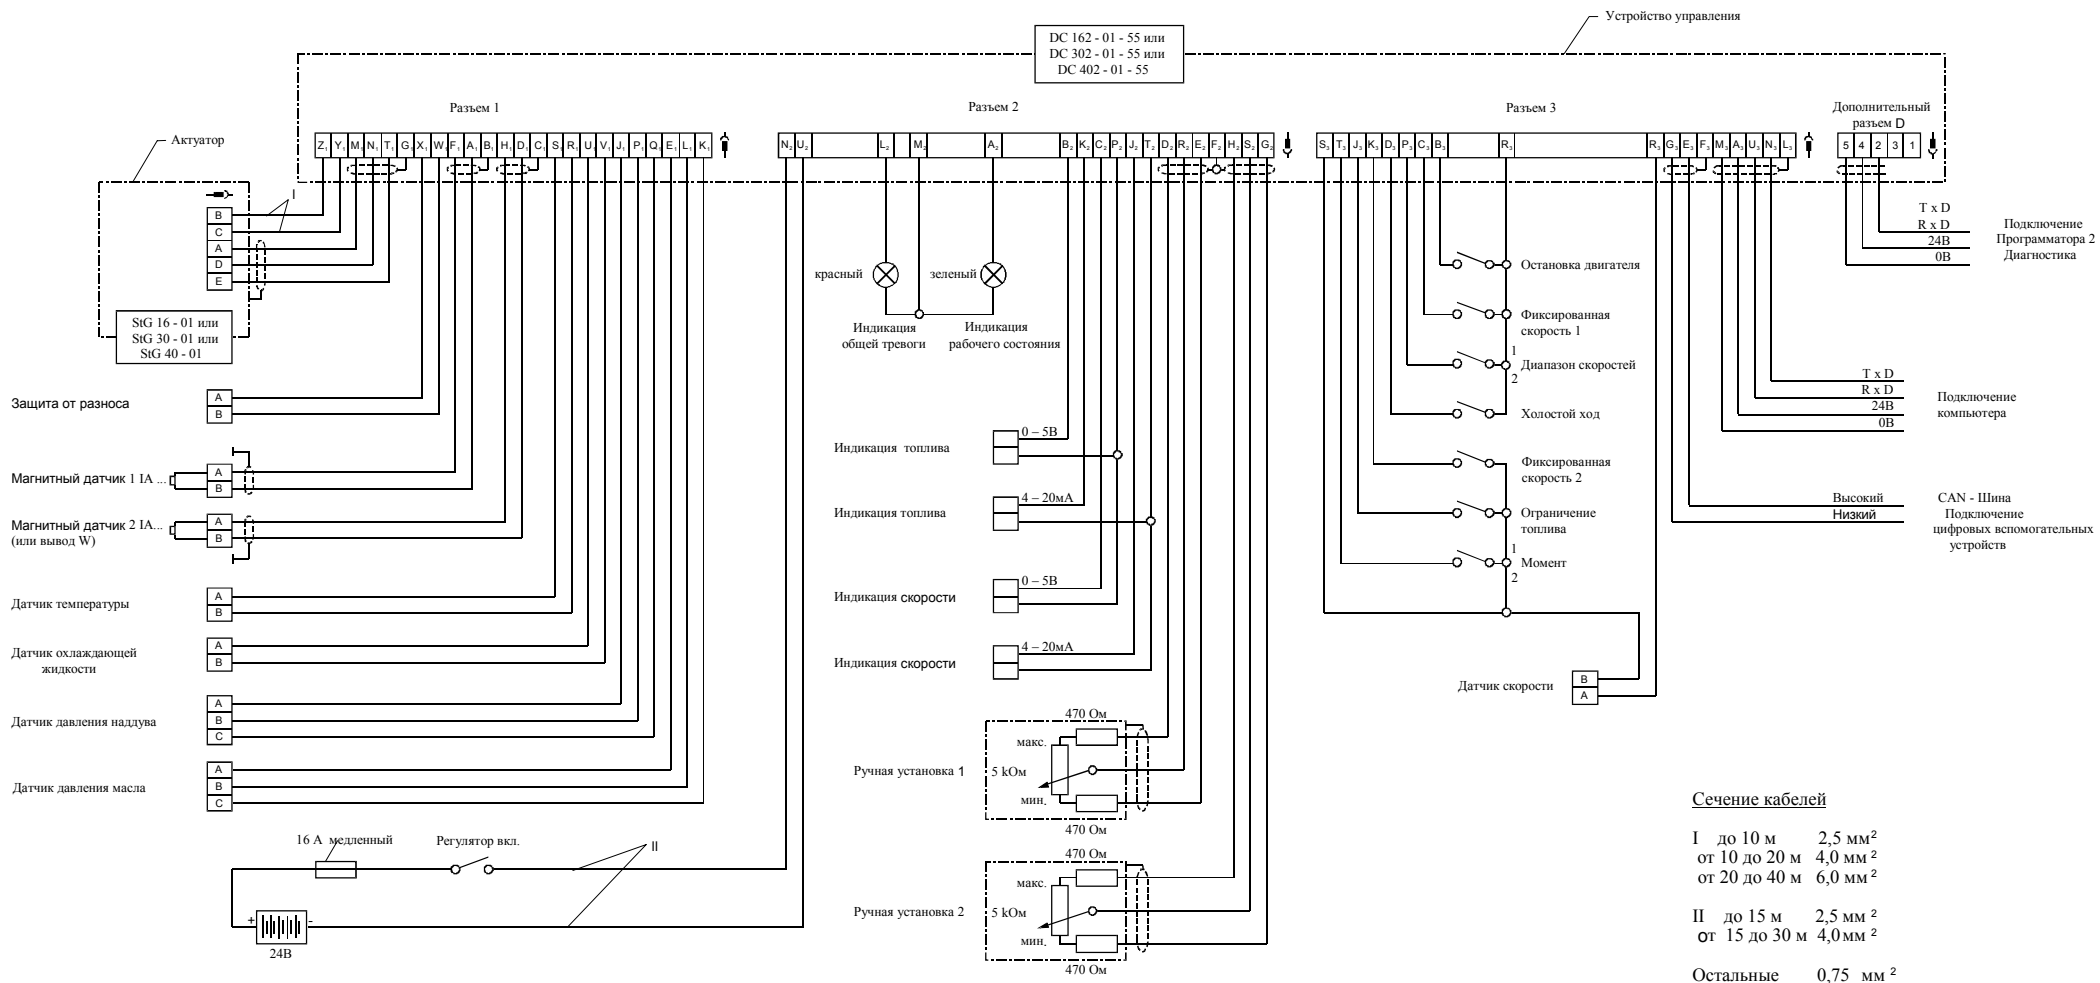 Устройство управления
DC 162 - 01 - 55 или
DC 302 - 01 - 55 или
DC 402 - 01 - 55
Разъем 1
Разъем 2
Разъем 3
Дополнительный
разъем D
Актуатор
Z₁ Y₁ M₁ N₁ T₁ G₁ X₁ W₁ F₁ A₁ B₁ H₁ D₁ C₁ S₁ R₁ U₁ V₁ J₁ P₁ Q₁ E₁ L₁ K₁
N₂ U₂ L₂ M₂ A₂ B₂ K₂ C₂ P₂ J₂ T₂ D₂ R₂ E₂ F₂ H₂ S₂ G₂
S₃ T₃ J₃ K₃ D₃ P₃ C₃ B₃ R₃ R₃ G₃ E₃ F₃ M₃ A₃ U₃ N₃ L₃
5 4 2 3 1
I
B
C
A
D
E
StG 16 - 01 или
StG 30 - 01 или
StG 40 - 01
Защита от разноса
A
B
Магнитный датчик 1 IA ...
A
B
Магнитный датчик 2 IA...
(или вывод W)
A
B
Датчик температуры
A
B
Датчик охлаждающей
жидкости
A
B
Датчик давления наддува
A
B
C
Датчик давления масла
A
B
C
16 А медленный
Регулятор вкл.
II
+
-
24В
красный
зеленый
Индикация
общей тревоги
Индикация
рабочего состояния
Индикация топлива
0 – 5В
Индикация топлива
4 – 20мА
Индикация скорости
0 – 5В
Индикация скорости
4 – 20мА
470 Ом
макс.
Ручная установка 1
5 kОм
мин.
470 Ом
470 Ом
макс.
Ручная установка 2
5 kОм
мин.
470 Ом
Остановка двигателя
Фиксированная
скорость 1
1
Диапазон скоростей
2
Холостой ход
Фиксированная
скорость 2
Ограничение
топлива
1
Момент
2
Датчик скорости
B
A
T x D
R x D
24В
0В
Подключение
Программатора 2
Диагностика
T x D
R x D
24В
0В
Подключение
компьютера
Высокий
Низкий
CAN - Шина
Подключение
цифровых вспомогательных
устройств
Сечение кабелей
I до 10 м 2,5 мм²
от 10 до 20 м 4,0 мм ²
от 20 до 40 м 6,0 мм ²
II до 15 м 2,5 мм ²
от 15 до 30 м 4,0мм ²
Остальные 0,75 мм ²